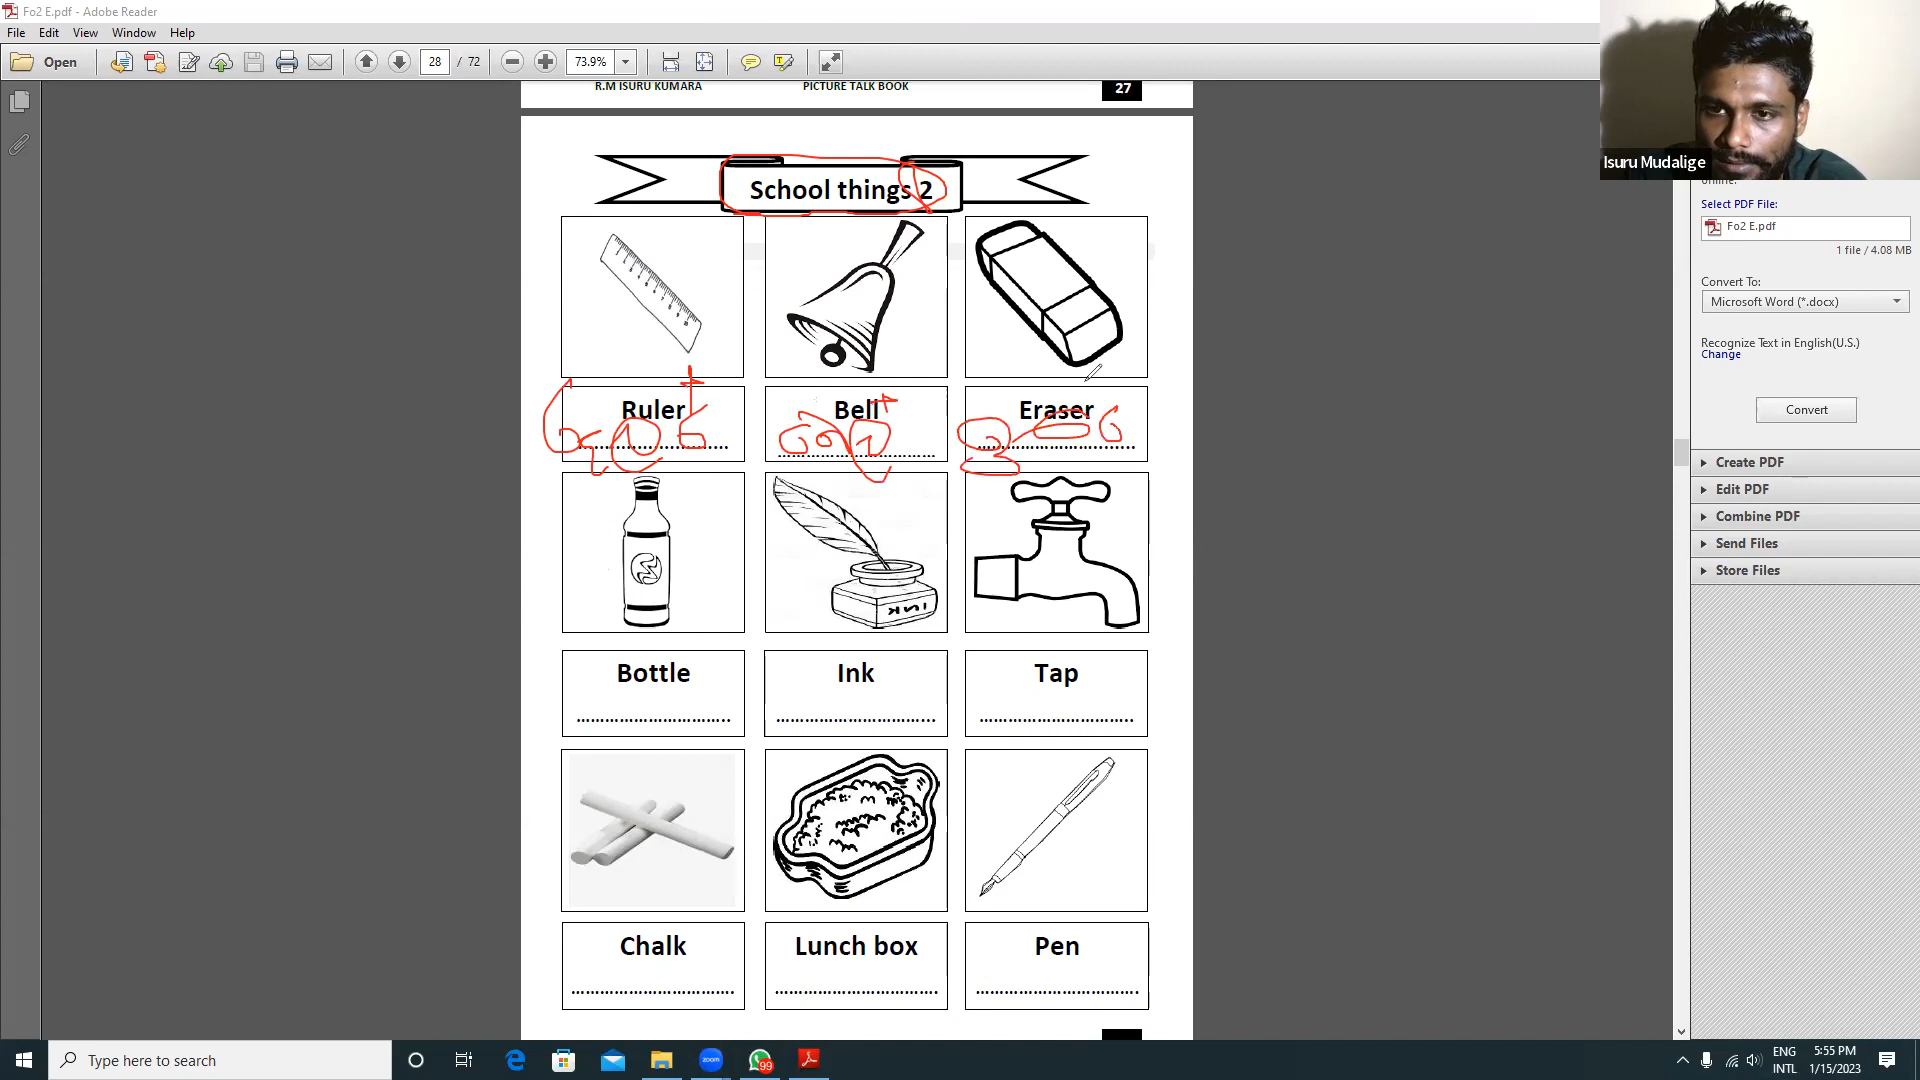 Fo2 E.pdf - Adobe Reader
File Edit View Window Help
Open 28 / 72 73.9%
R.M ISURU KUMARA PICTURE TALK BOOK 27
Isuru Mudalige
School things 2
Select PDF File:
Fo2 E.pdf
1 file / 4.08 MB
Convert To:
Microsoft Word (*.docx)
Recognize Text in English(U.S.)
Change
Convert
Ruler Bell Eraser
Create PDF
Edit PDF
Combine PDF
Send Files
Store Files
INK
Bottle Ink Tap
Chalk Lunch box Pen
Type here to search
zoom
99
ENG 5:55 PM
INTL 1/15/2023